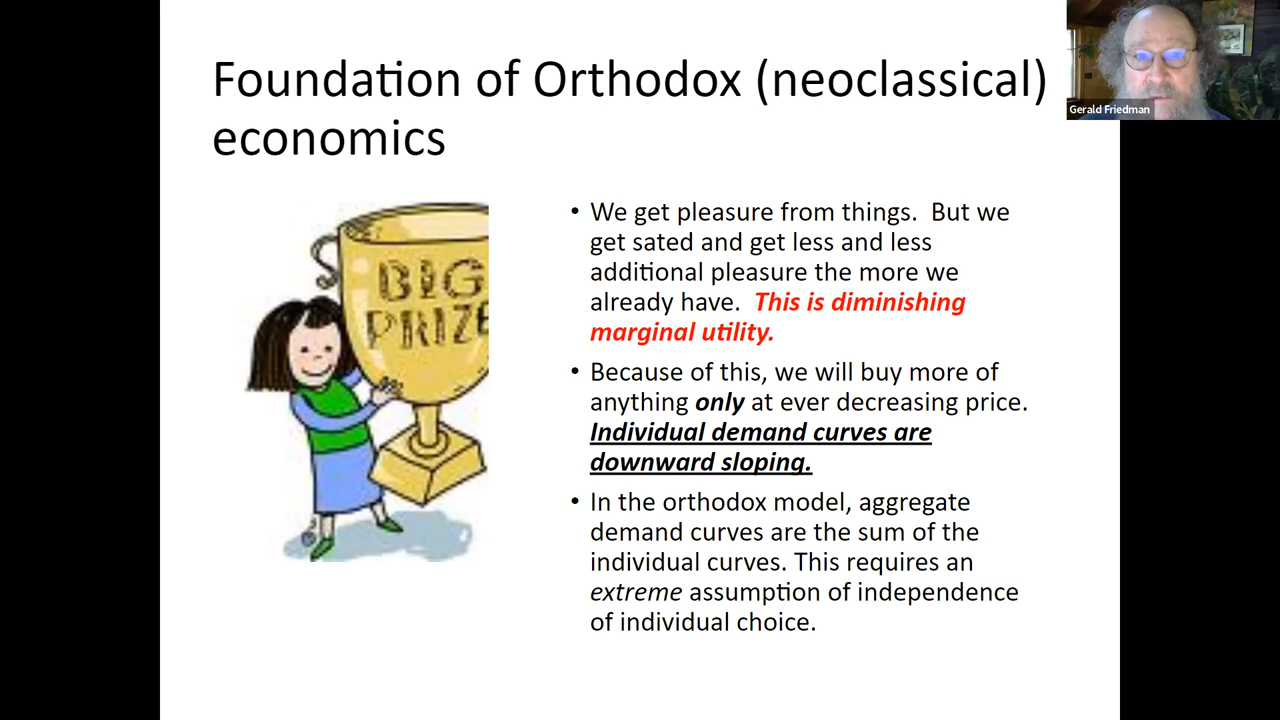 Foundation of Orthodox (neoclassical)
economics
Gerald Friedman
BIG
PRIZE
• We get pleasure from things.  But we
get sated and get less and less
additional pleasure the more we
already have.  This is diminishing
marginal utility.
• Because of this, we will buy more of
anything only at ever decreasing price.
Individual demand curves are
downward sloping.
• In the orthodox model, aggregate
demand curves are the sum of the
individual curves. This requires an
extreme assumption of independence
of individual choice.